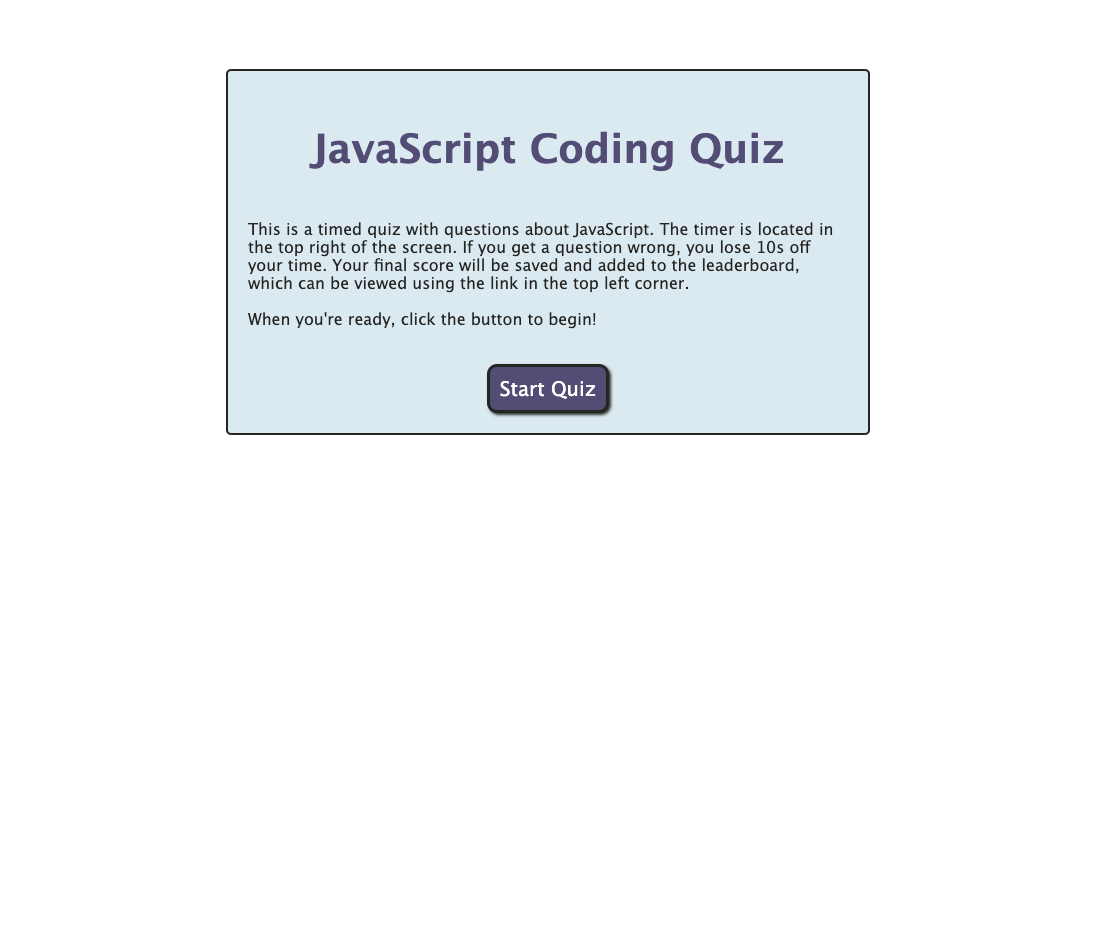 JavaScript Coding Quiz
This is a timed quiz with questions about JavaScript. The timer is located in
the top right of the screen. If you get a question wrong, you lose 10s off
your time. Your final score will be saved and added to the leaderboard,
which can be viewed using the link in the top left corner.
When you're ready, click the button to begin!
Start Quiz